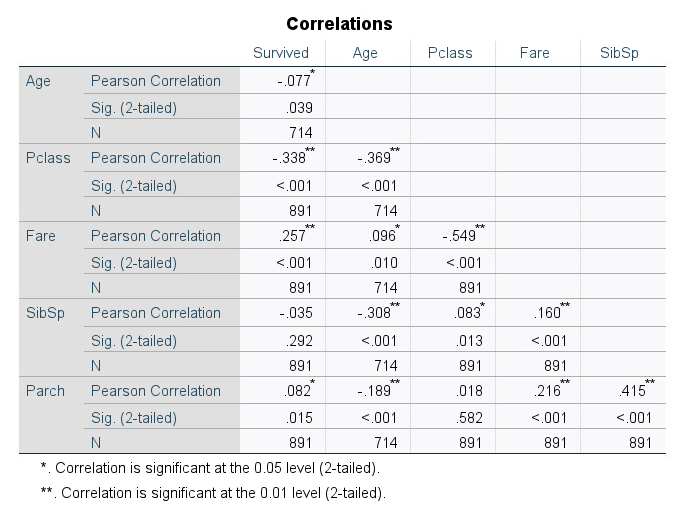 Correlations
Survived Age Pclass Fare SibSp
Age Pearson Correlation -.077*
Sig. (2-tailed) .039
N 714
Pclass Pearson Correlation -.338** -.369**
Sig. (2-tailed) <.001 <.001
N 891 714
Fare Pearson Correlation .257** .096* -.549**
Sig. (2-tailed) <.001 .010 <.001
N 891 714 891
SibSp Pearson Correlation -.035 -.308** .083* .160**
Sig. (2-tailed) .292 <.001 .013 <.001
N 891 714 891 891
Parch Pearson Correlation .082* -.189** .018 .216** .415**
Sig. (2-tailed) .015 <.001 .582 <.001 <.001
N 891 714 891 891 891
*. Correlation is significant at the 0.05 level (2-tailed).
**. Correlation is significant at the 0.01 level (2-tailed).